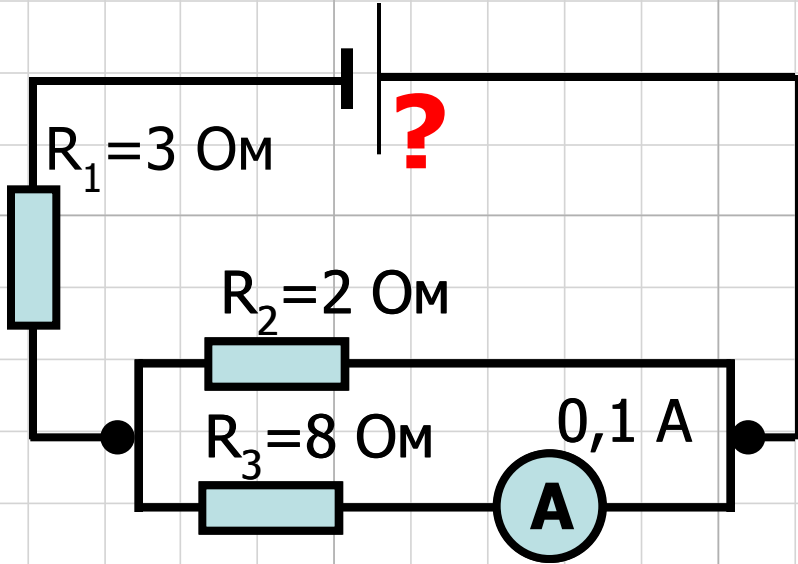 ?
R₁=3 Ом
R₂=2 Ом
0,1 А
R₃=8 Ом
А